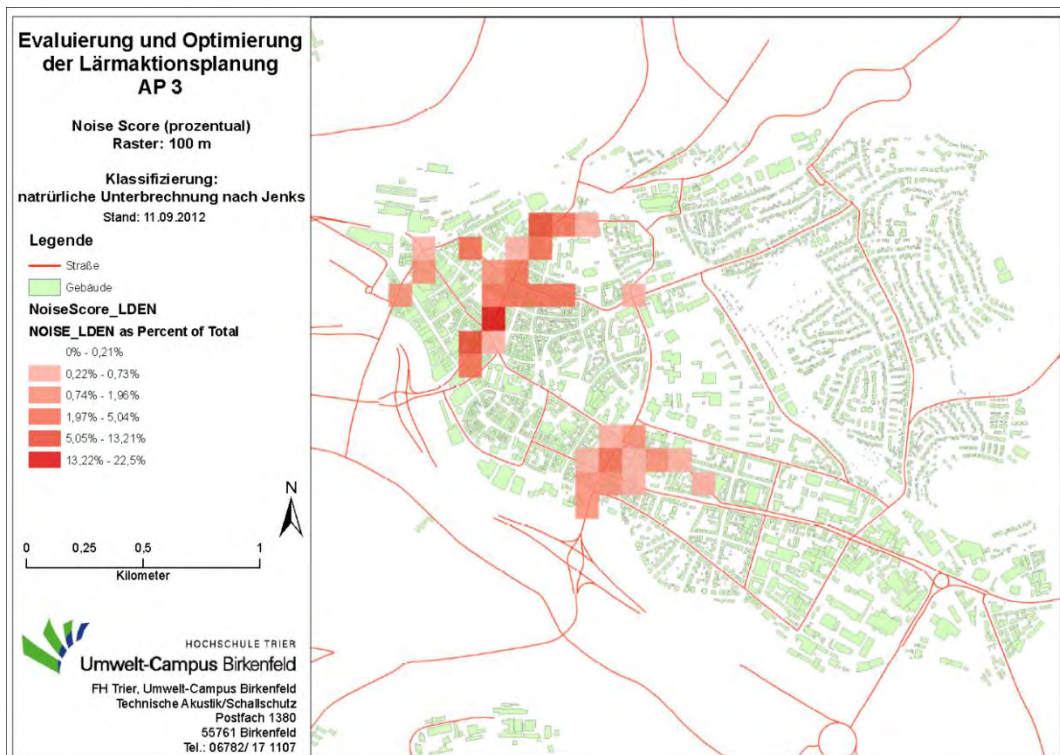 Evaluierung und Optimierung
der Lärmaktionsplanung
AP 3
Noise Score (prozentual)
Raster: 100 m
Klassifizierung:
natrürliche Unterbrechnung nach Jenks
Stand: 11.09.2012
Legende
Straße
Gebäude
NoiseScore_LDEN
NOISE_LDEN as Percent of Total
0% - 0,21%
0,22% - 0,73%
0,74% - 1,96%
1,97% - 5,04%
5,05% - 13,21%
13,22% - 22,5%
N
0 0,25 0,5 1
Kilometer
HOCHSCHULE TRIER
Umwelt-Campus Birkenfeld
FH Trier, Umwelt-Campus Birkenfeld
Technische Akustik/Schallschutz
Postfach 1380
55761 Birkenfeld
Tel.: 06782/ 17 1107